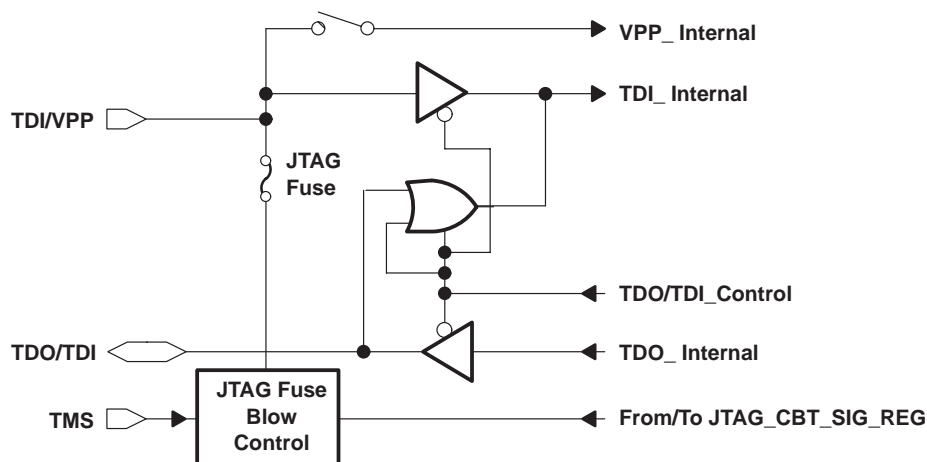 VPP_ Internal
TDI/VPP
TDI_ Internal
JTAG
Fuse
TDO/TDI_Control
TDO/TDI
TDO_ Internal
JTAG Fuse
Blow
Control
TMS
From/To JTAG_CBT_SIG_REG